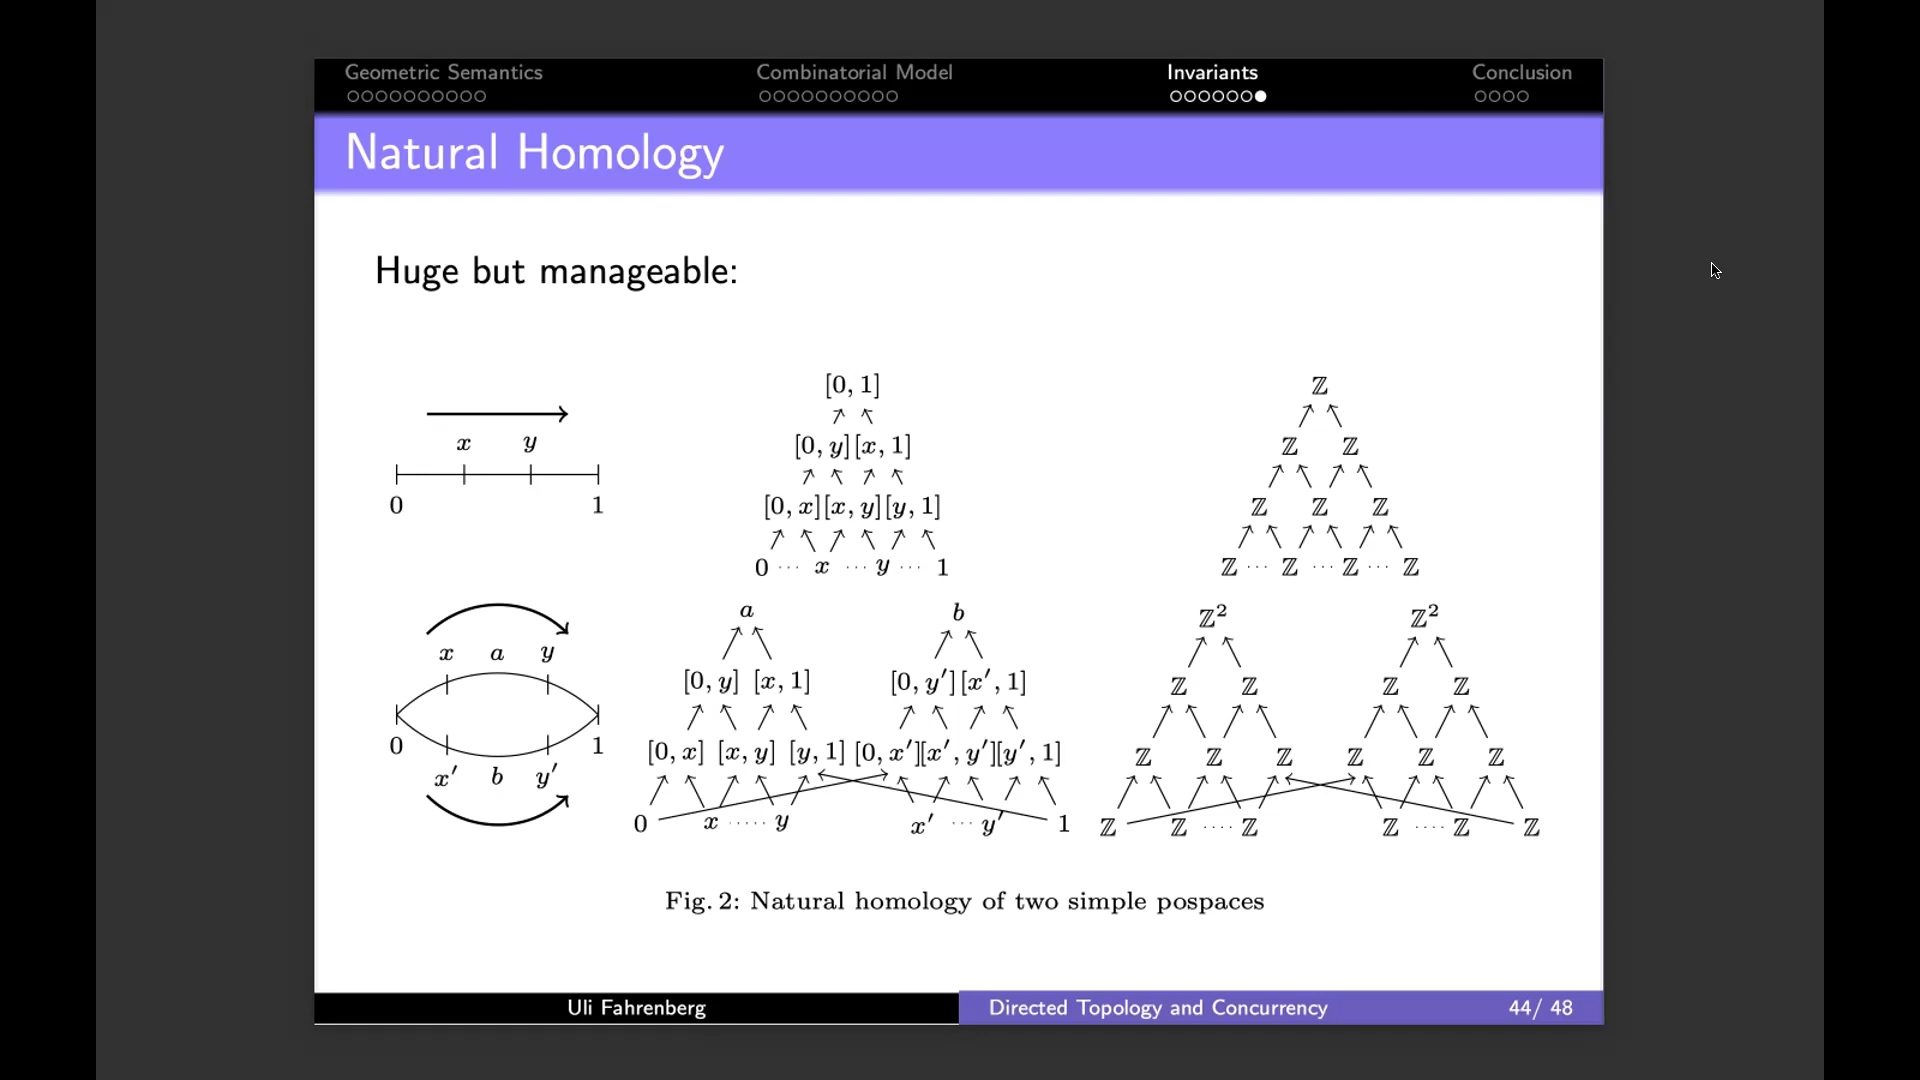 Geometric Semantics Combinatorial Model Invariants Conclusion
Natural Homology
Huge but manageable:
x y
0 1
[0, 1]
[0, y][x, 1]
[0, x][x, y][y, 1]
0 ··· x ··· y ··· 1
ℤ
ℤ ℤ
ℤ ℤ ℤ
ℤ ··· ℤ ··· ℤ ··· ℤ
x a y
0 1
x′ b y′
a b
[0, y] [x, 1] [0, y′][x′, 1]
[0, x] [x, y] [y, 1] [0, x′][x′, y′][y′, 1]
0 x ····· y x′ ··· y′ 1
ℤ² ℤ²
ℤ ℤ ℤ ℤ
ℤ ℤ ℤ ℤ ℤ ℤ
ℤ ℤ ···· ℤ ℤ ···· ℤ ℤ
Fig. 2: Natural homology of two simple pospaces
Uli Fahrenberg Directed Topology and Concurrency 44/ 48